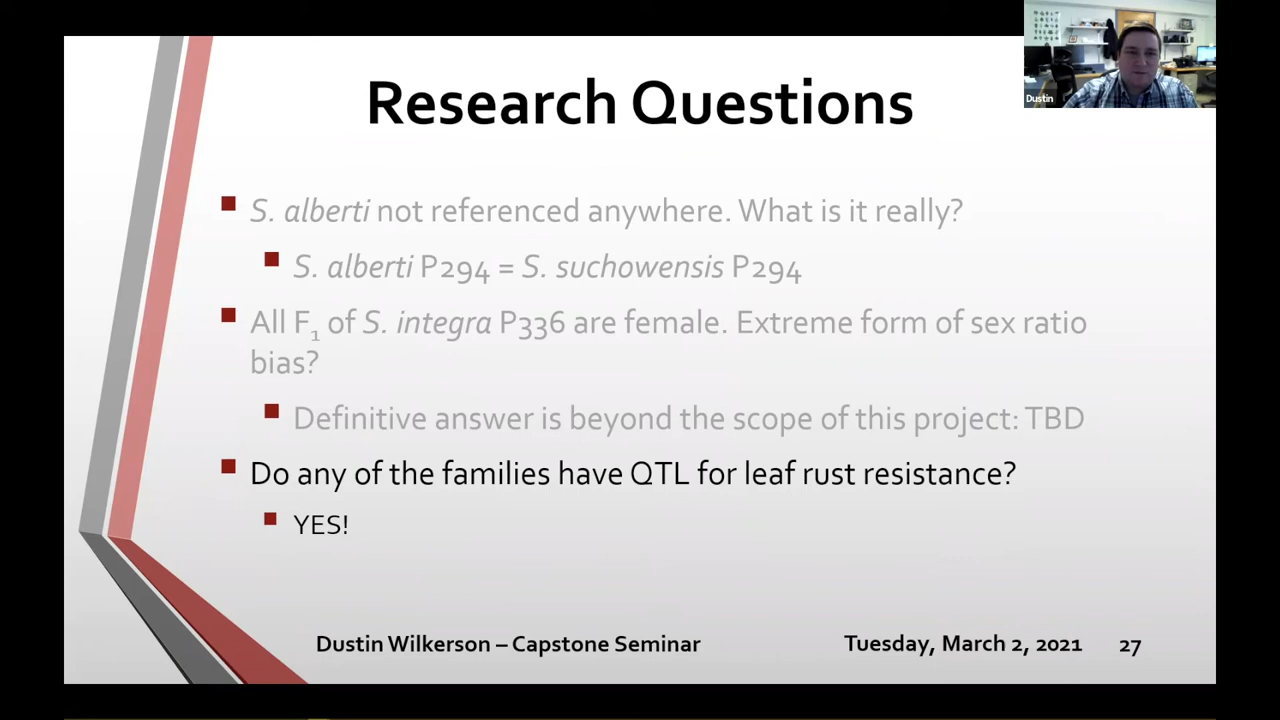 Dustin
Research Questions
S. alberti not referenced anywhere. What is it really?
S. alberti P294 = S. suchowensis P294
All F1 of S. integra P336 are female. Extreme form of sex ratio
bias?
Definitive answer is beyond the scope of this project: TBD
Do any of the families have QTL for leaf rust resistance?
YES!
Dustin Wilkerson – Capstone Seminar Tuesday, March 2, 2021 27